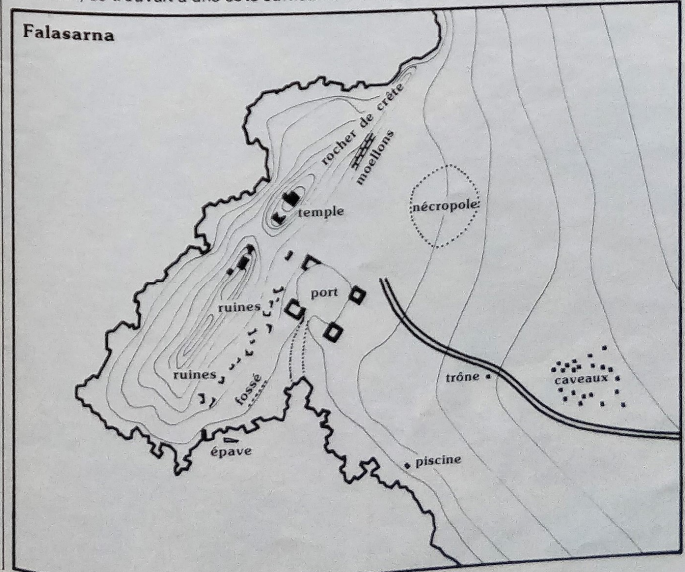 Falasarna
rocher de crête
moellons
temple
nécropole
port
ruines
ruines
fossé
trône
caveaux
épave
piscine